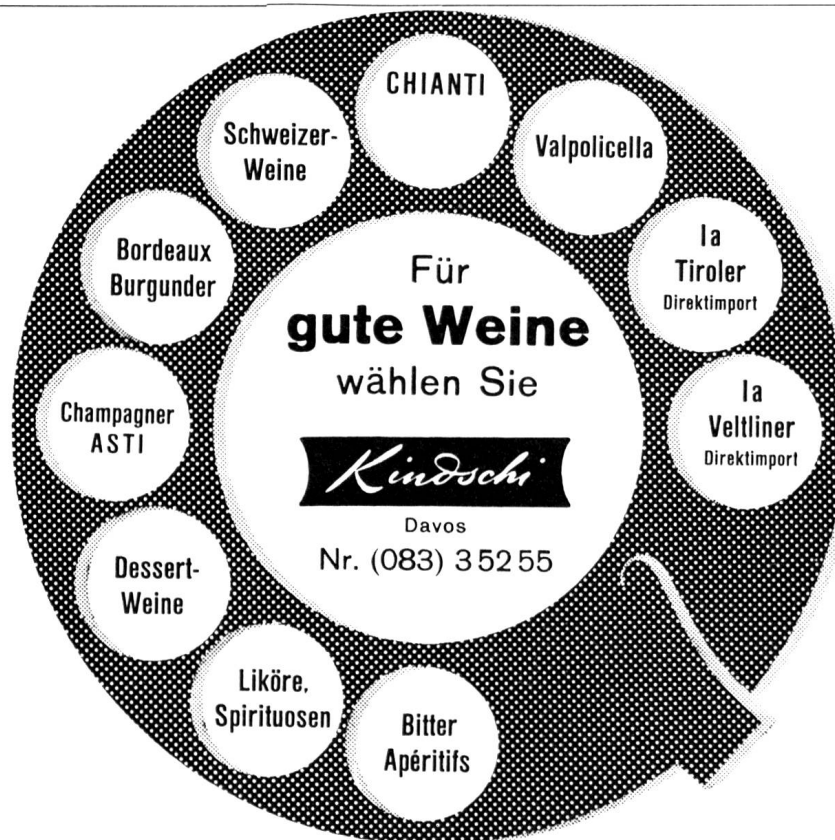 CHIANTI
Schweizer-
Weine
Valpolicella
Bordeaux
Burgunder
Ia
Tiroler
Direktimport
Für
gute Weine
wählen Sie
Kindschi
Davos
Nr. (083) 3 52 55
Champagner
ASTI
Ia
Veltliner
Direktimport
Dessert-
Weine
Liköre,
Spirituosen
Bitter
Apéritifs